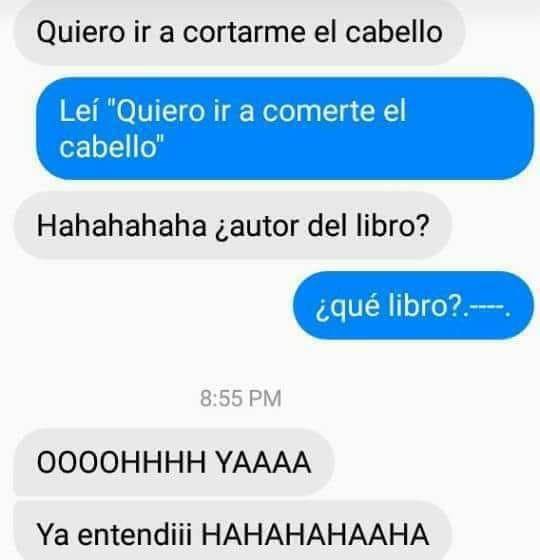 Quiero ir a cortarme el cabello
Leí "Quiero ir a comerte el
cabello"
Hahahahaha ¿autor del libro?
¿qué libro?.----.
8:55 PM
OOOOHHHH YAAAA
Ya entendiii HAHAHAHAAHA